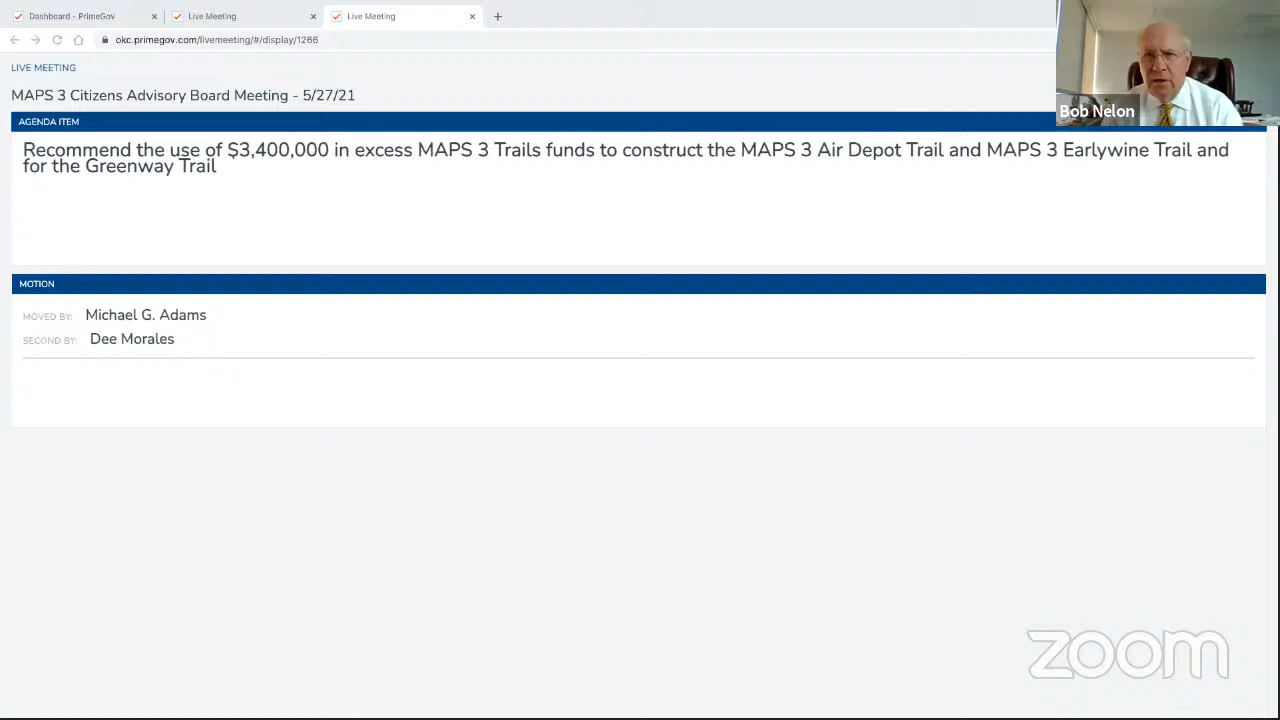 Dashboard - PrimeGov
Live Meeting
Live Meeting
okc.primegov.com/livemeeting/#/display/1266
LIVE MEETING
MAPS 3 Citizens Advisory Board Meeting - 5/27/21
Bob Nelon
AGENDA ITEM
Recommend the use of $3,400,000 in excess MAPS 3 Trails funds to construct the MAPS 3 Air Depot Trail and MAPS 3 Earlywine Trail and
for the Greenway Trail
MOTION
MOVED BY: Michael G. Adams
SECOND BY: Dee Morales
zoom